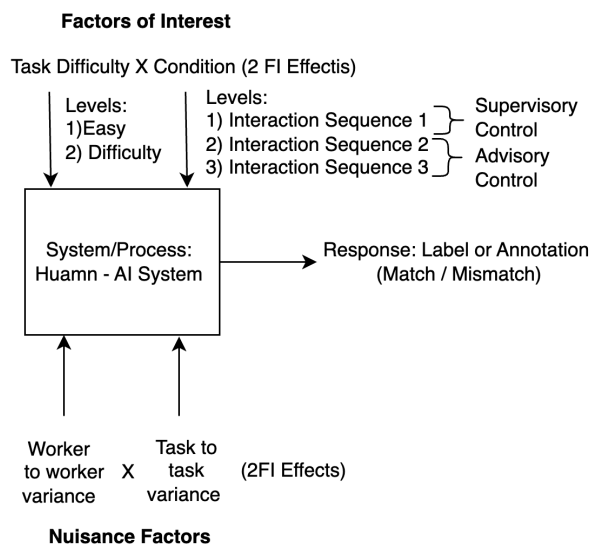 Factors of Interest
Task Difficulty X Condition (2 FI Effectis)
Levels:
1)Easy
2) Difficulty
Levels:
1) Interaction Sequence 1
2) Interaction Sequence 2
3) Interaction Sequence 3
Supervisory
Control
Advisory
Control
System/Process:
Huamn - AI System
Response: Label or Annotation
(Match / Mismatch)
Worker
to worker
variance
X
Task to
task
variance
(2FI Effects)
Nuisance Factors